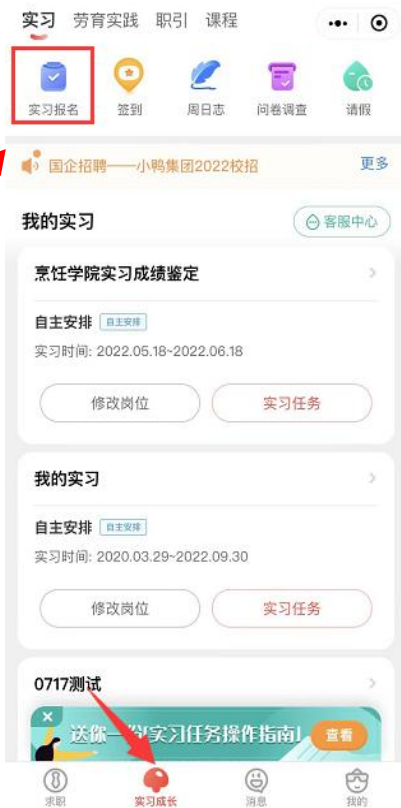 实习 劳育实践 职引 课程
实习报名 签到 周日志 问卷调查 请假
国企招聘——小鸭集团2022校招 更多
我的实习 客服中心
烹饪学院实习成绩鉴定
自主安排 自主安排
实习时间: 2022.05.18~2022.06.18
修改岗位 实习任务
我的实习
自主安排 自主安排
实习时间: 2020.03.29~2022.09.30
修改岗位 实习任务
0717测试
送你一份实习任务操作指南! 查看
求职 实习成长 消息 我的